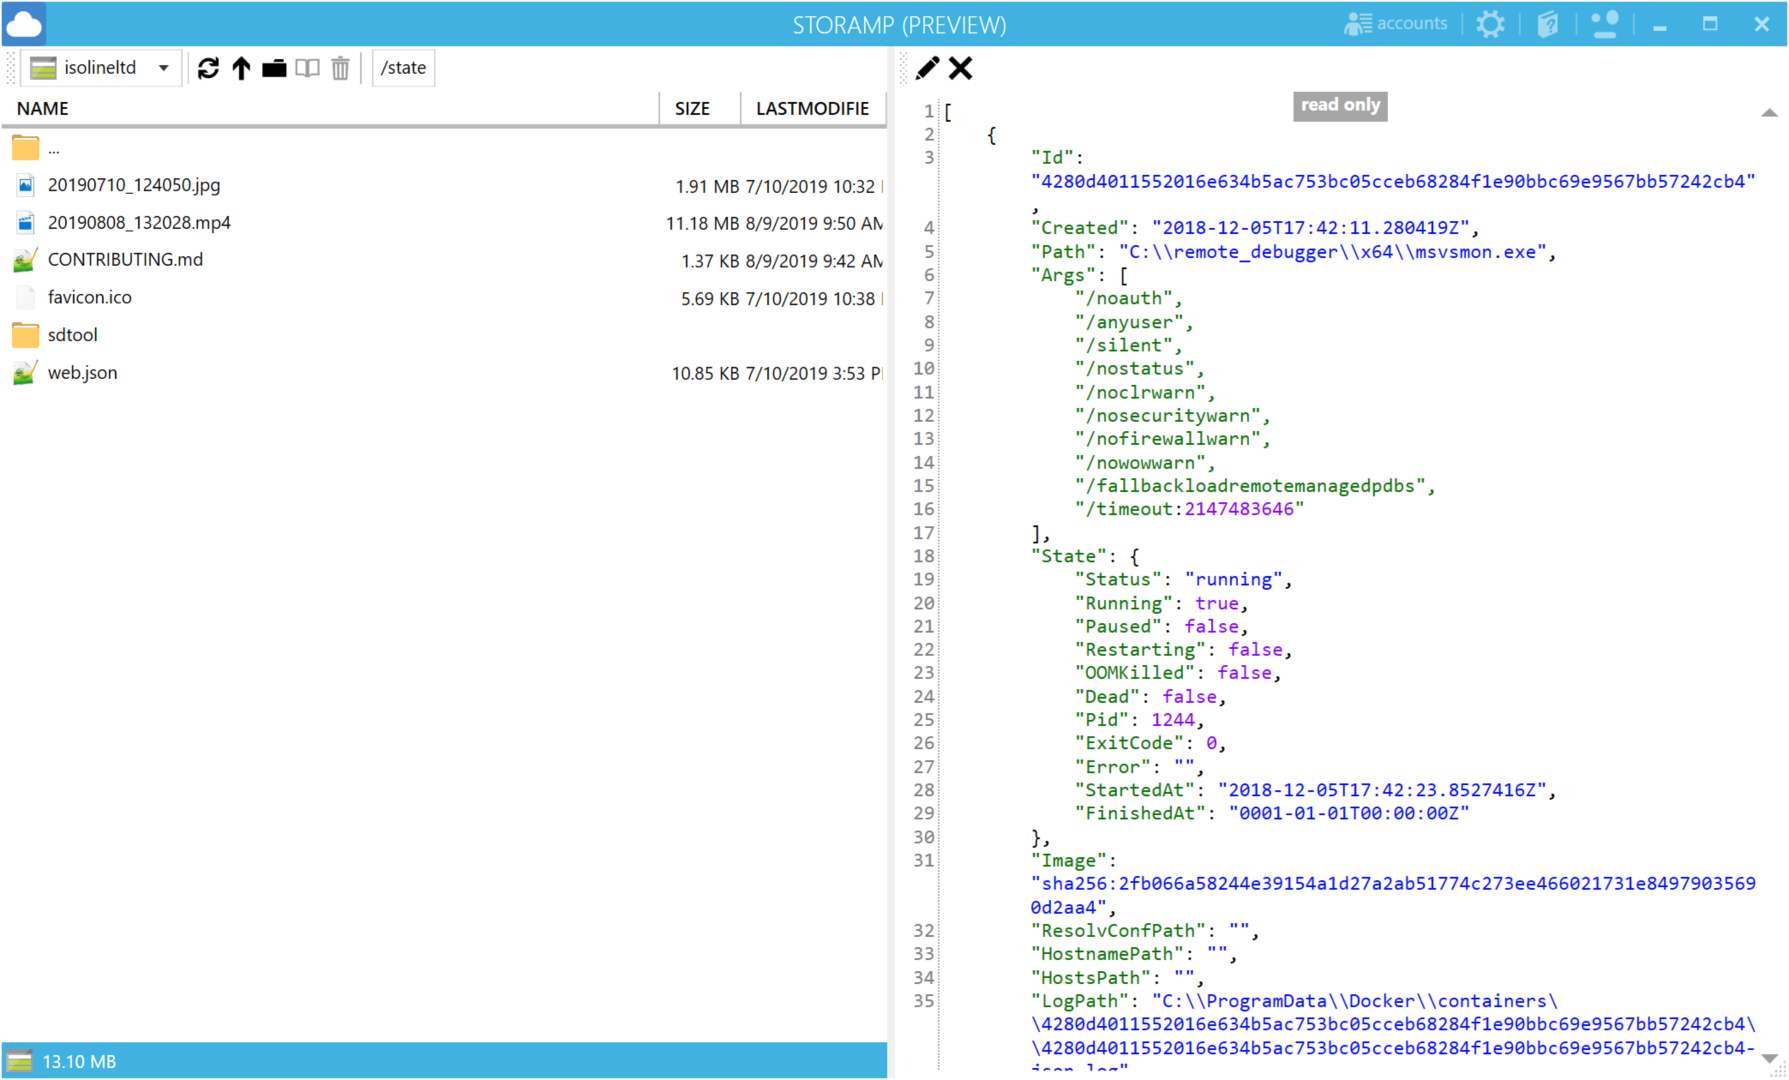 STORAMP (PREVIEW)
accounts
isolineltd
/state
NAME
SIZE
LASTMODIFIE
...
20190710_124050.jpg
1.91 MB 7/10/2019 10:32
20190808_132028.mp4
11.18 MB 8/9/2019 9:50 AM
CONTRIBUTING.md
1.37 KB 8/9/2019 9:42 AM
favicon.ico
5.69 KB 7/10/2019 10:38
sdtool
web.json
10.85 KB 7/10/2019 3:53 P
13.10 MB
read only
1 [
2 {
3 "Id":
"4280d4011552016e634b5ac753bc05cceb68284f1e90bbc69e9567bb57242cb4"
,
4 "Created": "2018-12-05T17:42:11.280419Z",
5 "Path": "C:\\remote_debugger\\x64\\msvsmon.exe",
6 "Args": [
7 "/noauth",
8 "/anyuser",
9 "/silent",
10 "/nostatus",
11 "/noclrwarn",
12 "/nosecuritywarn",
13 "/nofirewallwarn",
14 "/nowowwarn",
15 "/fallbackloadremotemanagedpdbs",
16 "/timeout:2147483646"
17 ],
18 "State": {
19 "Status": "running",
20 "Running": true,
21 "Paused": false,
22 "Restarting": false,
23 "OOMKilled": false,
24 "Dead": false,
25 "Pid": 1244,
26 "ExitCode": 0,
27 "Error": "",
28 "StartedAt": "2018-12-05T17:42:23.8527416Z",
29 "FinishedAt": "0001-01-01T00:00:00Z"
30 },
31 "Image":
"sha256:2fb066a58244e39154a1d27a2ab51774c273ee466021731e8497903569
0d2aa4",
32 "ResolvConfPath": "",
33 "HostnamePath": "",
34 "HostsPath": "",
35 "LogPath": "C:\\ProgramData\\Docker\\containers\
\4280d4011552016e634b5ac753bc05cceb68284f1e90bbc69e9567bb57242cb4\
\4280d4011552016e634b5ac753bc05cceb68284f1e90bbc69e9567bb57242cb4-
json.log"